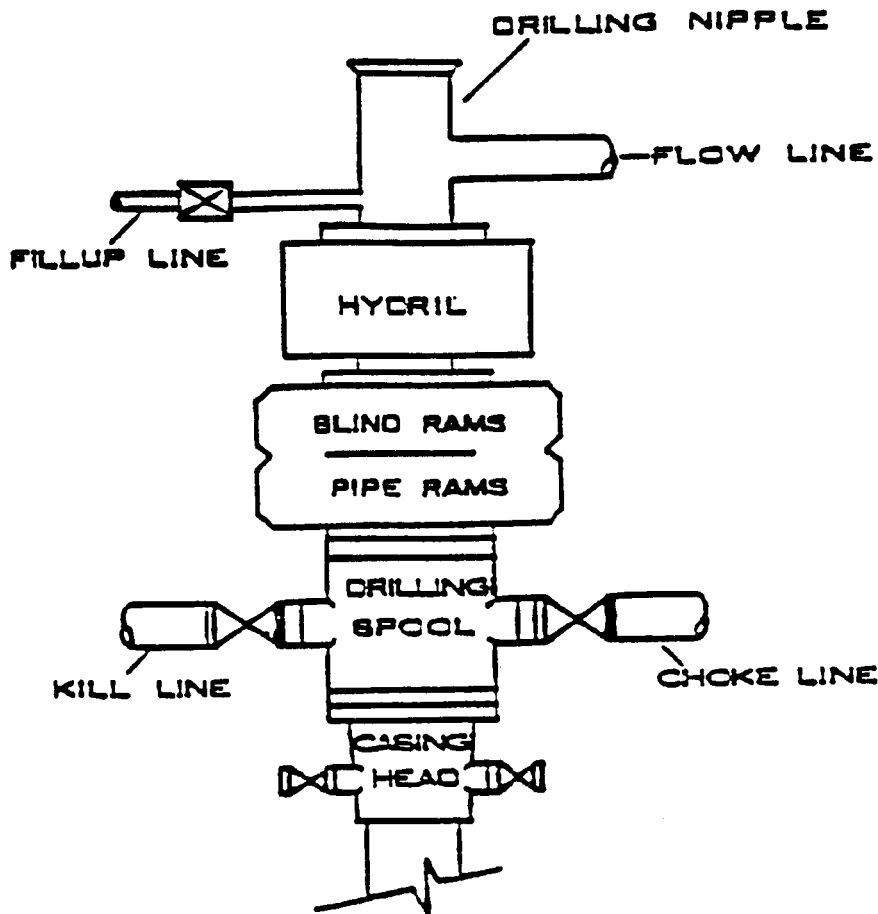 DRILLING NIPPLE
FLOW LINE
FILLUP LINE
HYDRIL
BLIND RAMS
PIPE RAMS
DRILLING
SPOOL
KILL LINE
CHOKE LINE
CASING
HEAD